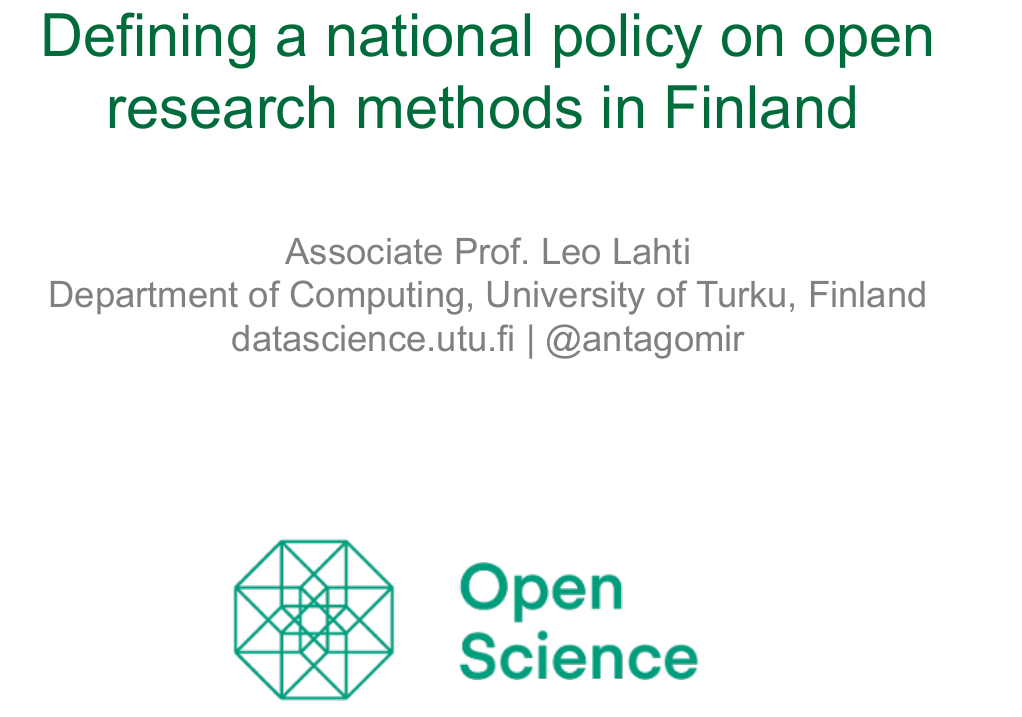 Defining a national policy on open
research methods in Finland
Associate Prof. Leo Lahti
Department of Computing, University of Turku, Finland
datascience.utu.fi | @antagomir
Open
Science